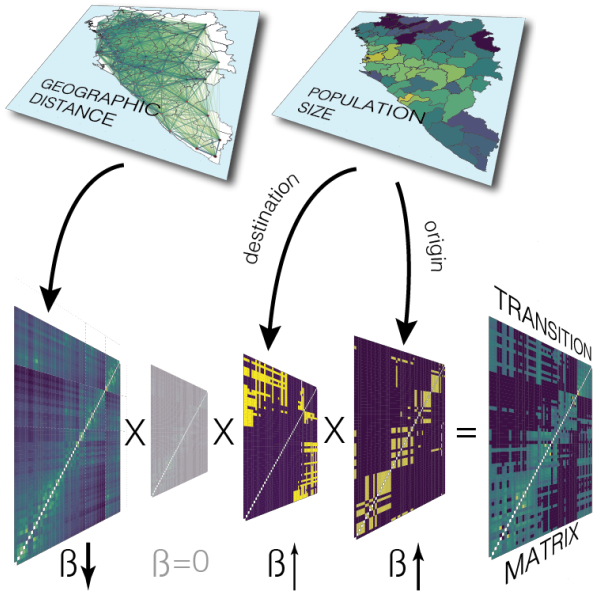 GEOGRAPHIC
DISTANCE
POPULATION
SIZE
destination
origin
TRANSITION
X X X =
MATRIX
β β=0 β β